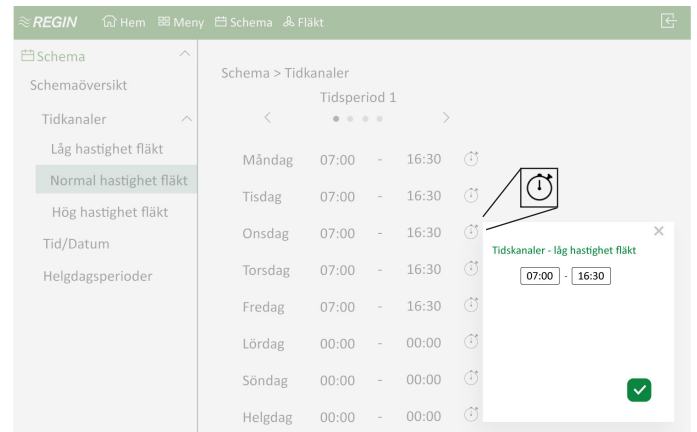 REGIN Hem Meny Schema Fläkt
Schema
Schemaöversikt
Tidkanaler
Låg hastighet fläkt
Normal hastighet fläkt
Hög hastighet fläkt
Tid/Datum
Helgdagsperioder
Schema > Tidkanaler
Tidsperiod 1
Måndag 07:00 - 16:30
Tisdag 07:00 - 16:30
Onsdag 07:00 - 16:30
Torsdag 07:00 - 16:30
Fredag 07:00 - 16:30
Lördag 00:00 - 00:00
Söndag 00:00 - 00:00
Helgdag 00:00 - 00:00
Tidskanaler - låg hastighet fläkt
07:00 - 16:30